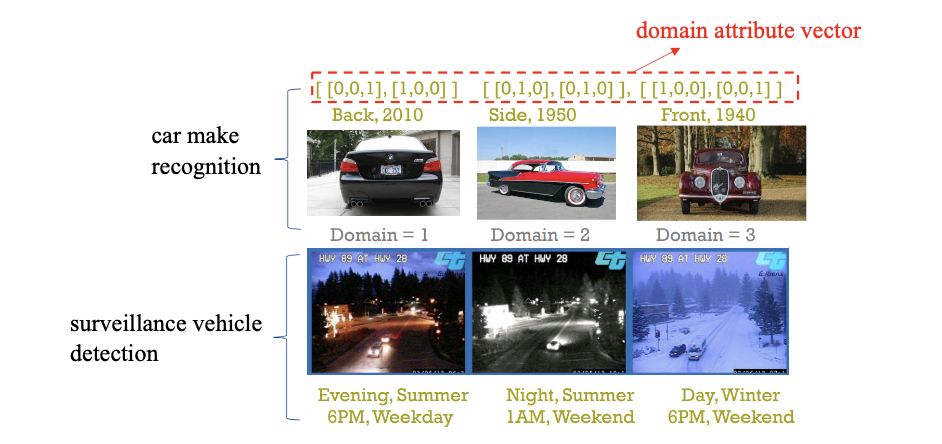 domain attribute vector
[ [0,0,1], [1,0,0] ] [ [0,1,0], [0,1,0] ], [ [1,0,0], [0,0,1] ]
Back, 2010 Side, 1950 Front, 1940
car make
recognition
Domain = 1 Domain = 2 Domain = 3
HWY 89 AT HWY 28 HWY 89 AT HWY 28 HWY 89 AT HWY 28
surveillance vehicle
detection
Evening, Summer Night, Summer Day, Winter
6PM, Weekday 1AM, Weekend 6PM, Weekend